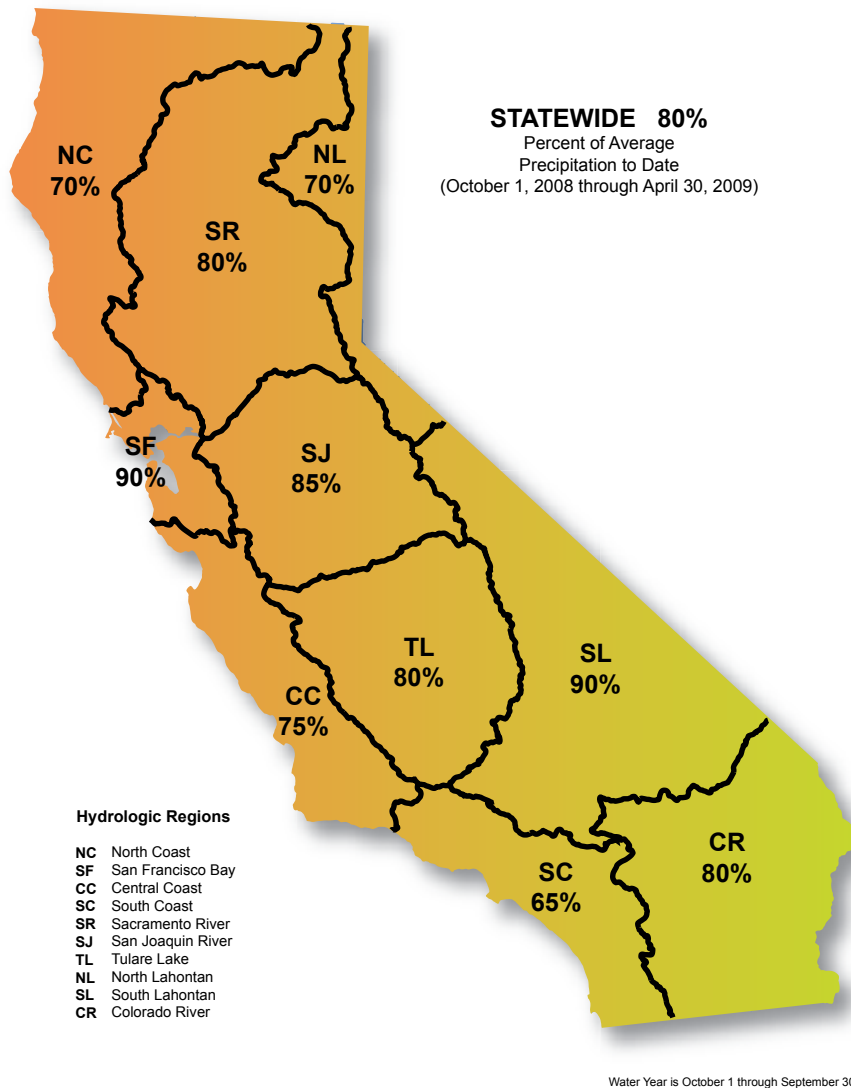 STATEWIDE 80%
Percent of Average
Precipitation to Date
(October 1, 2008 through April 30, 2009)
NC
70%
NL
70%
SR
80%
SF
90%
SJ
85%
TL
80%
SL
90%
CC
75%
CR
80%
SC
65%
Hydrologic Regions
NC North Coast
SF San Francisco Bay
CC Central Coast
SC South Coast
SR Sacramento River
SJ San Joaquin River
TL Tulare Lake
NL North Lahontan
SL South Lahontan
CR Colorado River
Water Year is October 1 through September 30